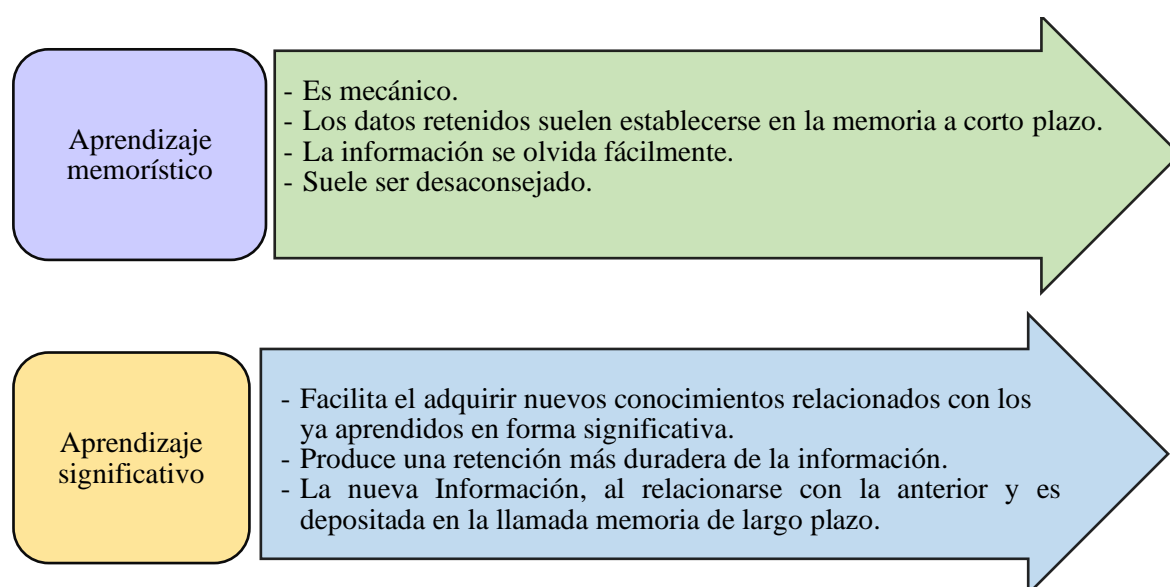 Aprendizaje
memorístico
- Es mecánico.
- Los datos retenidos suelen establecerse en la memoria a corto plazo.
- La información se olvida fácilmente.
- Suele ser desaconsejado.
Aprendizaje
significativo
- Facilita el adquirir nuevos conocimientos relacionados con los
ya aprendidos en forma significativa.
- Produce una retención más duradera de la información.
- La nueva Información, al relacionarse con la anterior y es
depositada en la llamada memoria de largo plazo.